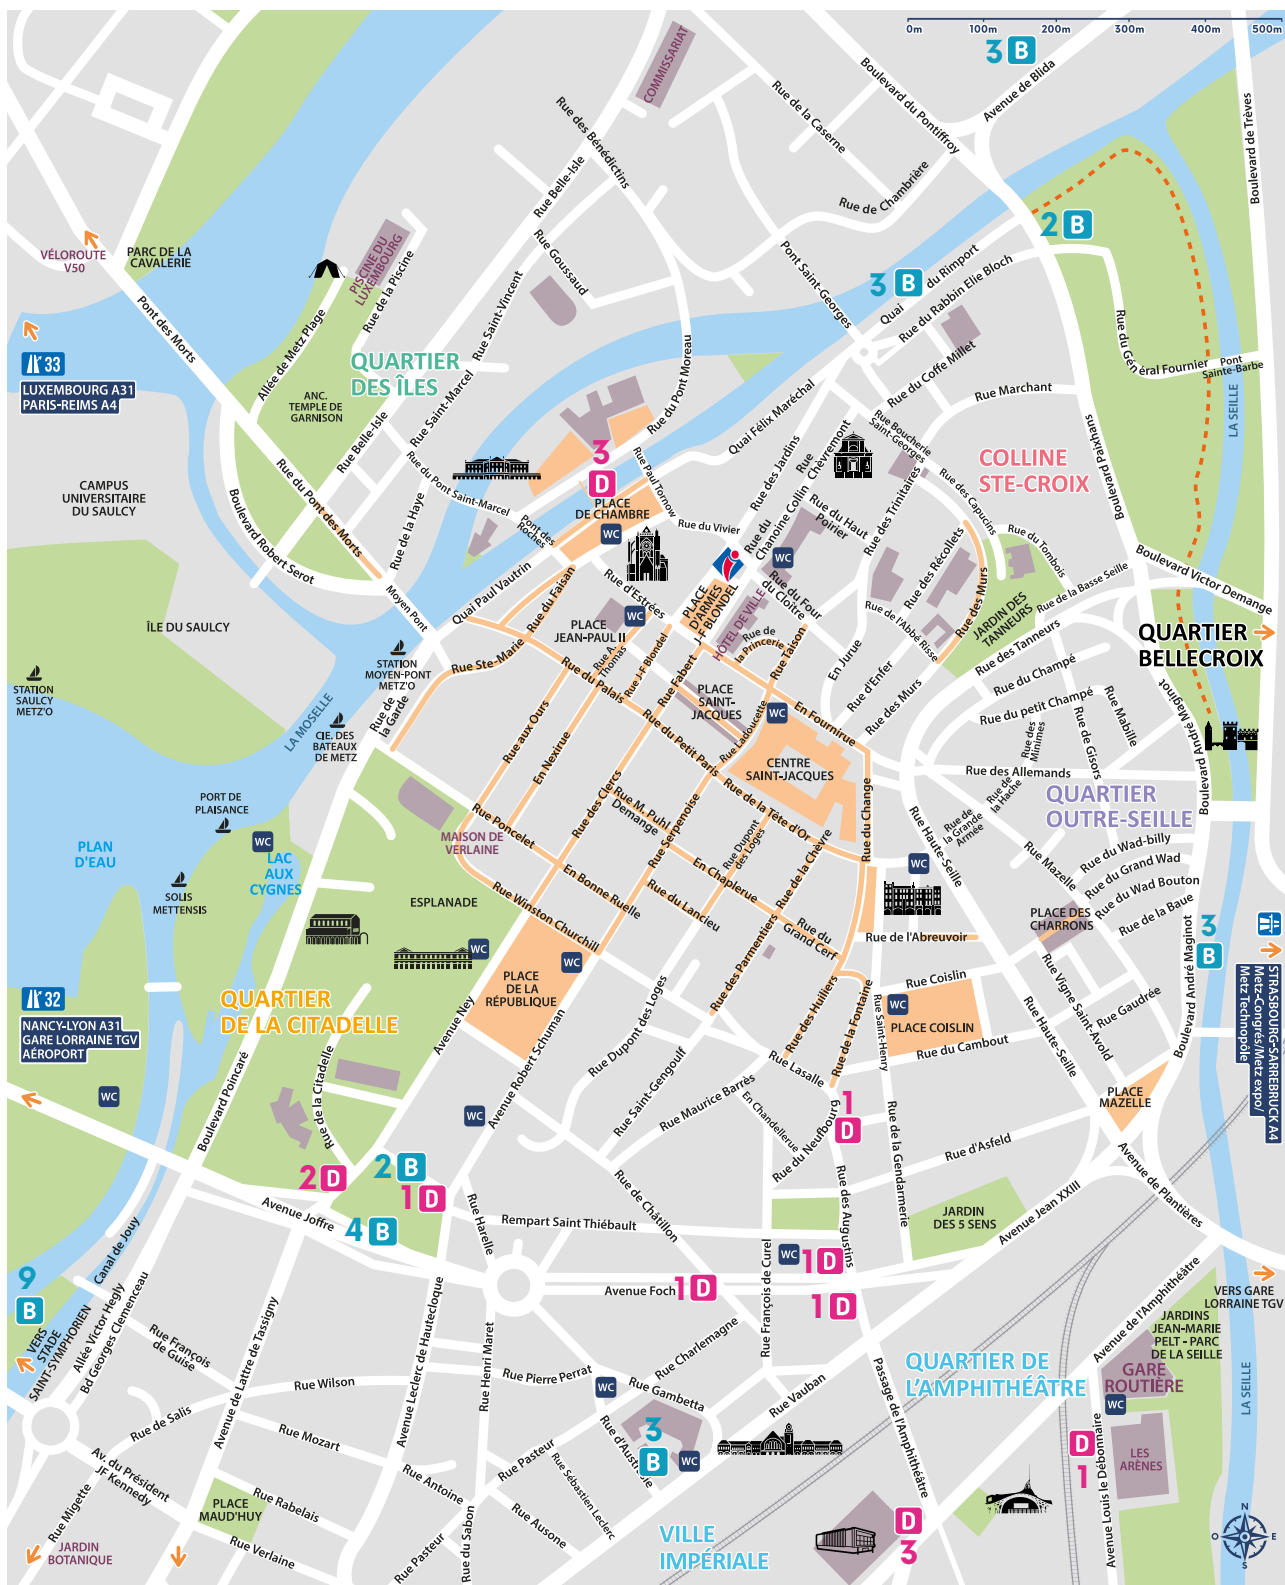 0m 100m 200m 300m 400m 500m
3 B
COMMISSARIAT
Boulevard du Pontiffroy
Avenue de Blida
Boulevard de Trèves
Rue de la Caserne
Rue des Bénédictins
Rue Belle-Isle
Rue de Chambrière
2 B
VÉLOROUTE
V50
PARC DE LA
CAVALERIE
PISCINE DU
LUXEMBOURG
Rue de la Piscine
Rue Goussaud
Pont Saint-Georges
3 B
Quai du Rimport
Rue du Rabbin Elie Bloch
Pont des Morts
Allée de Metz Plage
Rue Saint-Vincent
33
LUXEMBOURG A31
PARIS-REIMS A4
QUARTIER
DES ÎLES
ANC.
TEMPLE DE
GARNISON
Rue Saint-Marcel
Rue Belle-Isle
Rue du Pont Moreau
Rue du Coffe Millet
Rue Marchant
Rue du Général Fournier
Pont
Sainte-Barbe
LA SEILLE
Quai Félix Maréchal
Rue des Jardins
Rue Boucherie
Saint-Georges
Boulevard Paixhans
COLLINE
STE-CROIX
3
D
Rue du Pont Saint-Marcel
Rue Paul Tornow
PLACE
DE CHAMBRE
Rue du
Chanoine Collin
Rue
Chèvremont
Rue du Haut
Poirier
Rue des Trinitaires
Rue des Capucins
CAMPUS
UNIVERSITAIRE
DU SAULCY
Rue du Pont des Morts
Boulevard Robert Serot
Rue de la Haye
Pont des
Roches
WC
Rue du Vivier
WC
Rue du Tombois
Boulevard Victor Demange
Moyen Pont
Quai Paul Vautrin
Rue du Faisan
Rue d'Estrées
PLACE
D'ARMES
J-F BLONDEL
HÔTEL DE VILLE
Rue du Four
du Cloître
Rue des Récollets
Rue des Murs
Rue de l'Abbé Risse
JARDIN DES
TANNEURS
Rue de la Basse Seille
Rue des Tanneurs
QUARTIER
BELLECROIX
ÎLE DU SAULCY
PLACE
JEAN-PAUL II
WC
Rue A.
Thomas
Rue J-F Blondel
Rue Fabert
Rue de
la Princerie
Rue Taison
En Jurue
Rue d'Enfer
Rue des Murs
STATION
SAULCY
METZ'O
STATION
MOYEN-PONT
METZ'O
Rue Ste-Marie
Rue du Palais
PLACE
SAINT-
JACQUES
WC
En Fournirue
Rue du Champé
Rue du petit Champé
Rue Mabille
Rue de Gisors
Rue des
Minimes
Boulevard André Maginot
LA MOSELLE
Rue de
la Garde
CIE. DES
BATEAUX
DE METZ
Rue aux Ours
En Nexirue
Rue du Petit Paris
Rue Ladoucette
CENTRE
SAINT-JACQUES
Rue des Allemands
Rue de
la Hache
QUARTIER
OUTRE-SEILLE
PORT DE
PLAISANCE
WC
PLAN
D'EAU
LAC
AUX
CYGNES
SOLIS
METTENSIS
MAISON DE
VERLAINE
Rue Poncelet
Rue des Clercs
Rue M. Puhl
Demange
Rue Serpenoise
Rue de la Tête d'Or
Rue Dupont
des Loges
Rue de la Chèvre
Rue du Change
WC
Rue Haute-Seille
Rue de
la Grande
Armée
Rue Mazelle
Rue du Wad-billy
Rue du Grand Wad
Rue du Wad Bouton
Rue de la Baue
ESPLANADE
Rue Winston Churchill
En Bonne Ruelle
Rue du Lancieu
En Chaplerue
Rue du
Grand Cerf
Rue de l'Abreuvoir
PLACE DES
CHARRONS
3
B
WC
WC
PLACE
DE LA
RÉPUBLIQUE
Rue des Parmentiers
Rue Coislin
WC
PLACE COISLIN
Rue Vigne Saint-Avold
Rue Gaudrée
Boulevard André Maginot
STRASBOURG-SARREBRUCK A4
Metz-Congrès/Metz expo/
Metz Technopôle
32
NANCY-LYON A31
GARE LORRAINE TGV
AÉROPORT
QUARTIER
DE LA CITADELLE
Avenue Ney
Avenue Robert Schuman
Rue Dupont des Loges
Rue Saint-Gengoulf
Rue des Huiliers
Rue de la Fontaine
Rue Saint-Henry
Rue du Cambout
Rue Haute-Seille
WC
Boulevard Poincaré
Rue de la Citadelle
WC
Rue Maurice Barrès
Rue Lasalle
En Chandellerue
Rue du Neufbourg
1
D
Rue de la Gendarmerie
Rue d'Asfeld
PLACE
MAZELLE
2 D
2 B
1 D
Rue Harelle
Rue de Châtillon
Rue des Augustins
JARDIN
DES 5 SENS
Avenue Jean XXIII
Avenue de Plantières
Avenue Joffre
4 B
Rempart Saint Thiébault
Canal de Jouy
9
B
VERS
STADE
SAINT-SYMPHORIEN
Allée Victor Hegly
Bd Georges Clemenceau
WC
1 D
Avenue Foch
1 D
1 D
Rue François de Curel
Avenue de l'Amphithéâtre
VERS GARE
LORRAINE TGV
Rue François
de Guise
Avenue de Lattre de Tassigny
Avenue Leclerc de Hautecloque
Rue Henri Maret
Rue Charlemagne
Passage de l'Amphithéâtre
JARDINS
JEAN-MARIE
PELT - PARC
DE LA SEILLE
QUARTIER DE
L'AMPHITHÉÂTRE
GARE
ROUTIÈRE
WC
LA SEILLE
Rue Wilson
Rue Pierre Perrat
WC
Rue Gambetta
Rue Vauban
Rue de Salis
Rue Mozart
Rue Pasteur
Rue d'Austrasie
3
B
WC
D
1
LES
ARÈNES
Avenue Louis le Débonnaire
Av. du Président
JF Kennedy
Rue Migette
Rue Antoine
Rue Sébastien Leclerc
PLACE
MAUD'HUY
Rue Rabelais
Rue Verlaine
Rue du Sablon
Rue Ausone
Rue Pasteur
VILLE
IMPÉRIALE
D
3
JARDIN
BOTANIQUE
N
O E
S